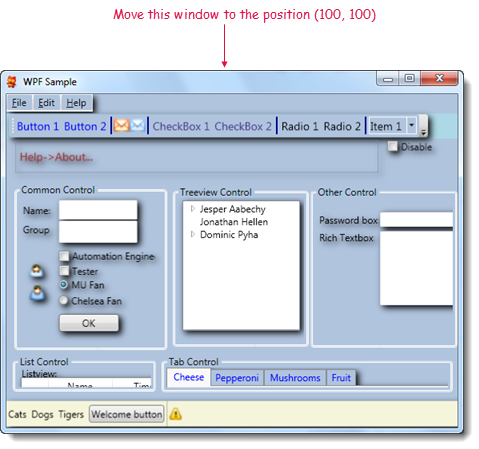 Move this window to the position (100, 100)
WPF Sample
File Edit Help
Button 1 Button 2 CheckBox 1 CheckBox 2 Radio 1 Radio 2 Item 1
Help->About...
Disable
Common Control
Name:
Group
Automation Engine
Tester
MU Fan
Chelsea Fan
OK
Treeview Control
Jesper Aabechy
Jonathan Hellen
Dominic Pyha
Other Control
Password box
Rich Textbox
List Control
Listview:
Name
Tab Control
Cheese Pepperoni Mushrooms Fruit
Cats Dogs Tigers Welcome button